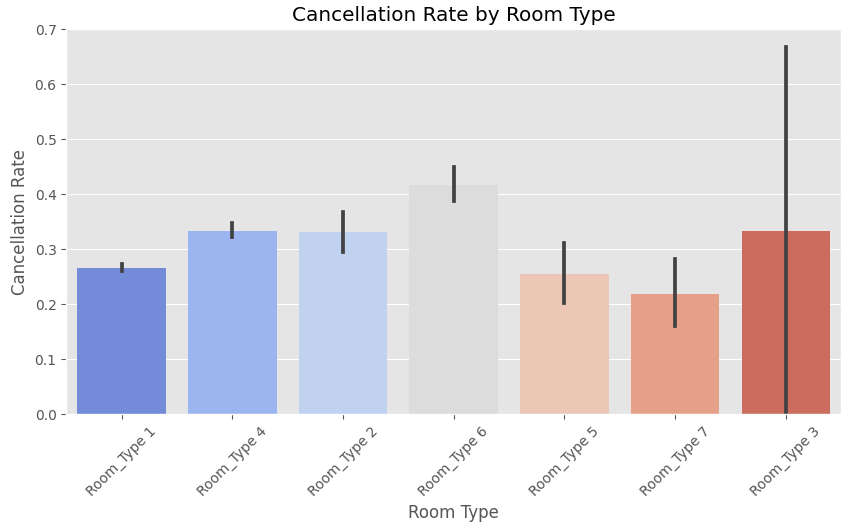 Cancellation Rate by Room Type
Cancellation Rate
0.7
0.6
0.5
0.4
0.3
0.2
0.1
0.0
Room_Type 1
Room_Type 4
Room_Type 2
Room_Type 6
Room_Type 5
Room_Type 7
Room_Type 3
Room Type